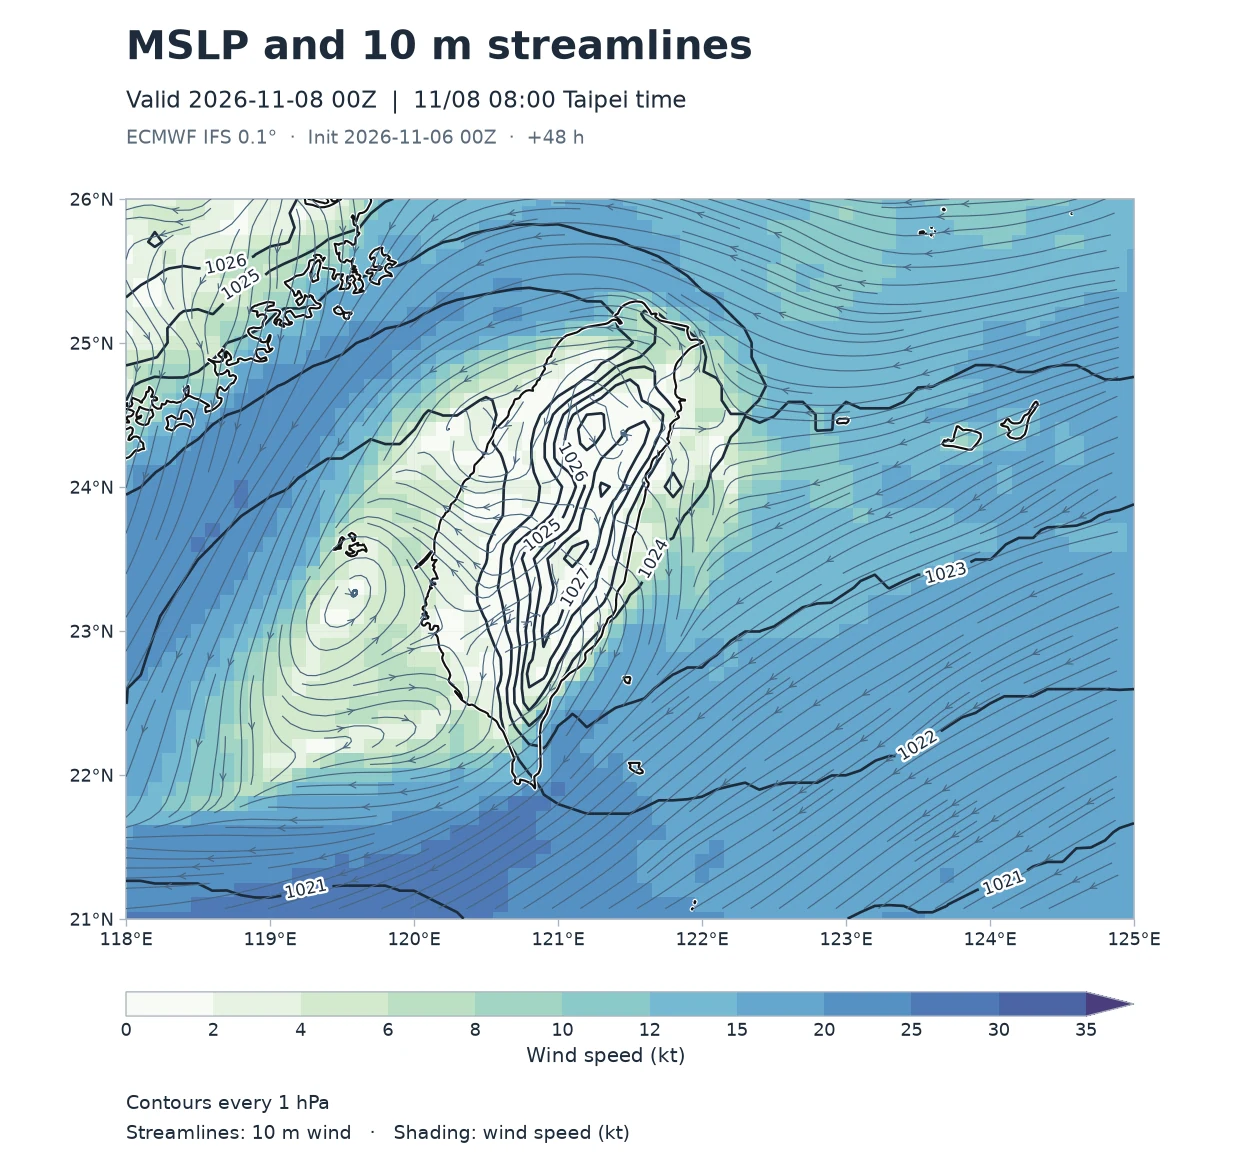 MSLP and 10 m streamlines
Valid 2026-11-08 00Z | 11/08 08:00 Taipei time
ECMWF IFS 0.1° · Init 2026-11-06 00Z · +48 h
26°N
1026
1025
25°N
1026
24°N
1025
1024
1023
1027
23°N
1022
22°N
1021
1021
21°N
118°E 119°E 120°E 121°E 122°E 123°E 124°E 125°E
0 2 4 6 8 10 12 15 20 25 30 35
Wind speed (kt)
Contours every 1 hPa
Streamlines: 10 m wind · Shading: wind speed (kt)